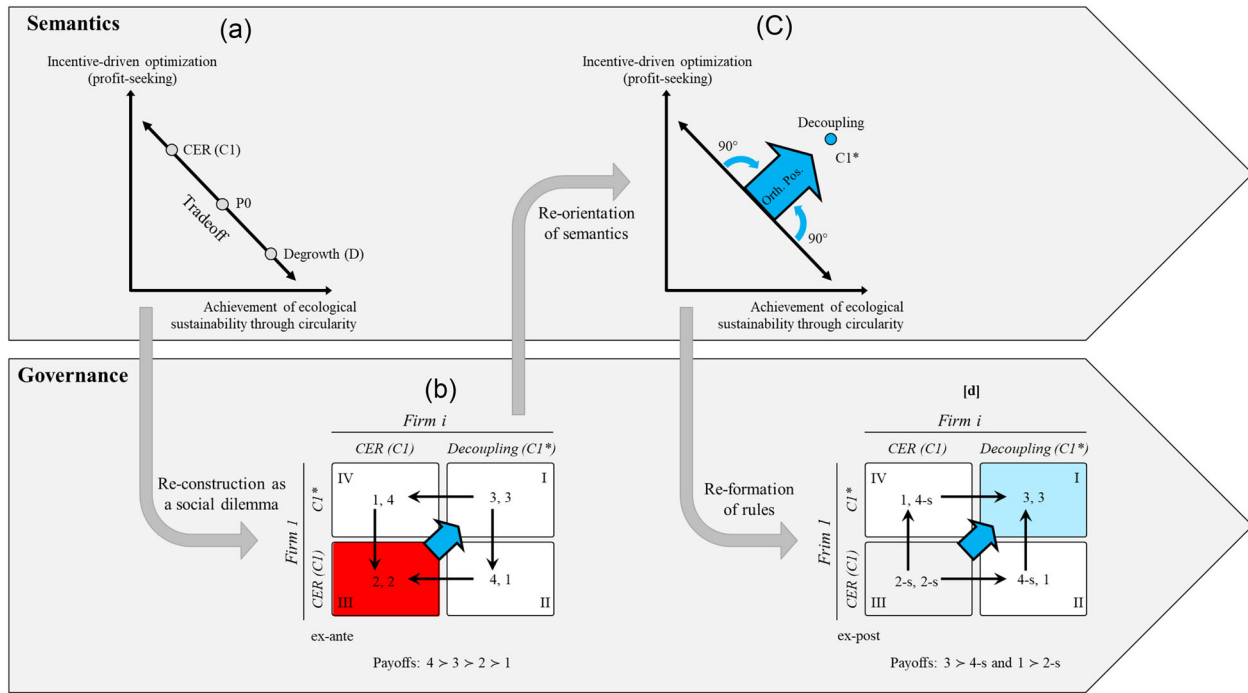 Semantics
(a)
Incentive-driven optimization
(profit-seeking)
CER (C1)
P0
Tradeoff
Degrowth (D)
Achievement of ecological
sustainability through circularity
Re-orientation
of semantics
(C)
Incentive-driven optimization
(profit-seeking)
Decoupling
C1*
90°
Orth. Pos.
90°
Achievement of ecological
sustainability through circularity
Governance
Re-construction as
a social dilemma
(b)
Firm i
CER (C1) Decoupling (C1*)
Firm 1
C1*
CER (C1)
IV
1, 4
I
3, 3
2, 2
III
4, 1
II
ex-ante
Payoffs: 4 ≻ 3 ≻ 2 ≻ 1
Re-formation
of rules
[d]
Firm i
CER (C1) Decoupling (C1*)
Frim 1
C1*
CER (C1)
IV
1, 4-s
I
3, 3
2-s, 2-s
III
4-s, 1
II
ex-post
Payoffs: 3 ≻ 4-s and 1 ≻ 2-s